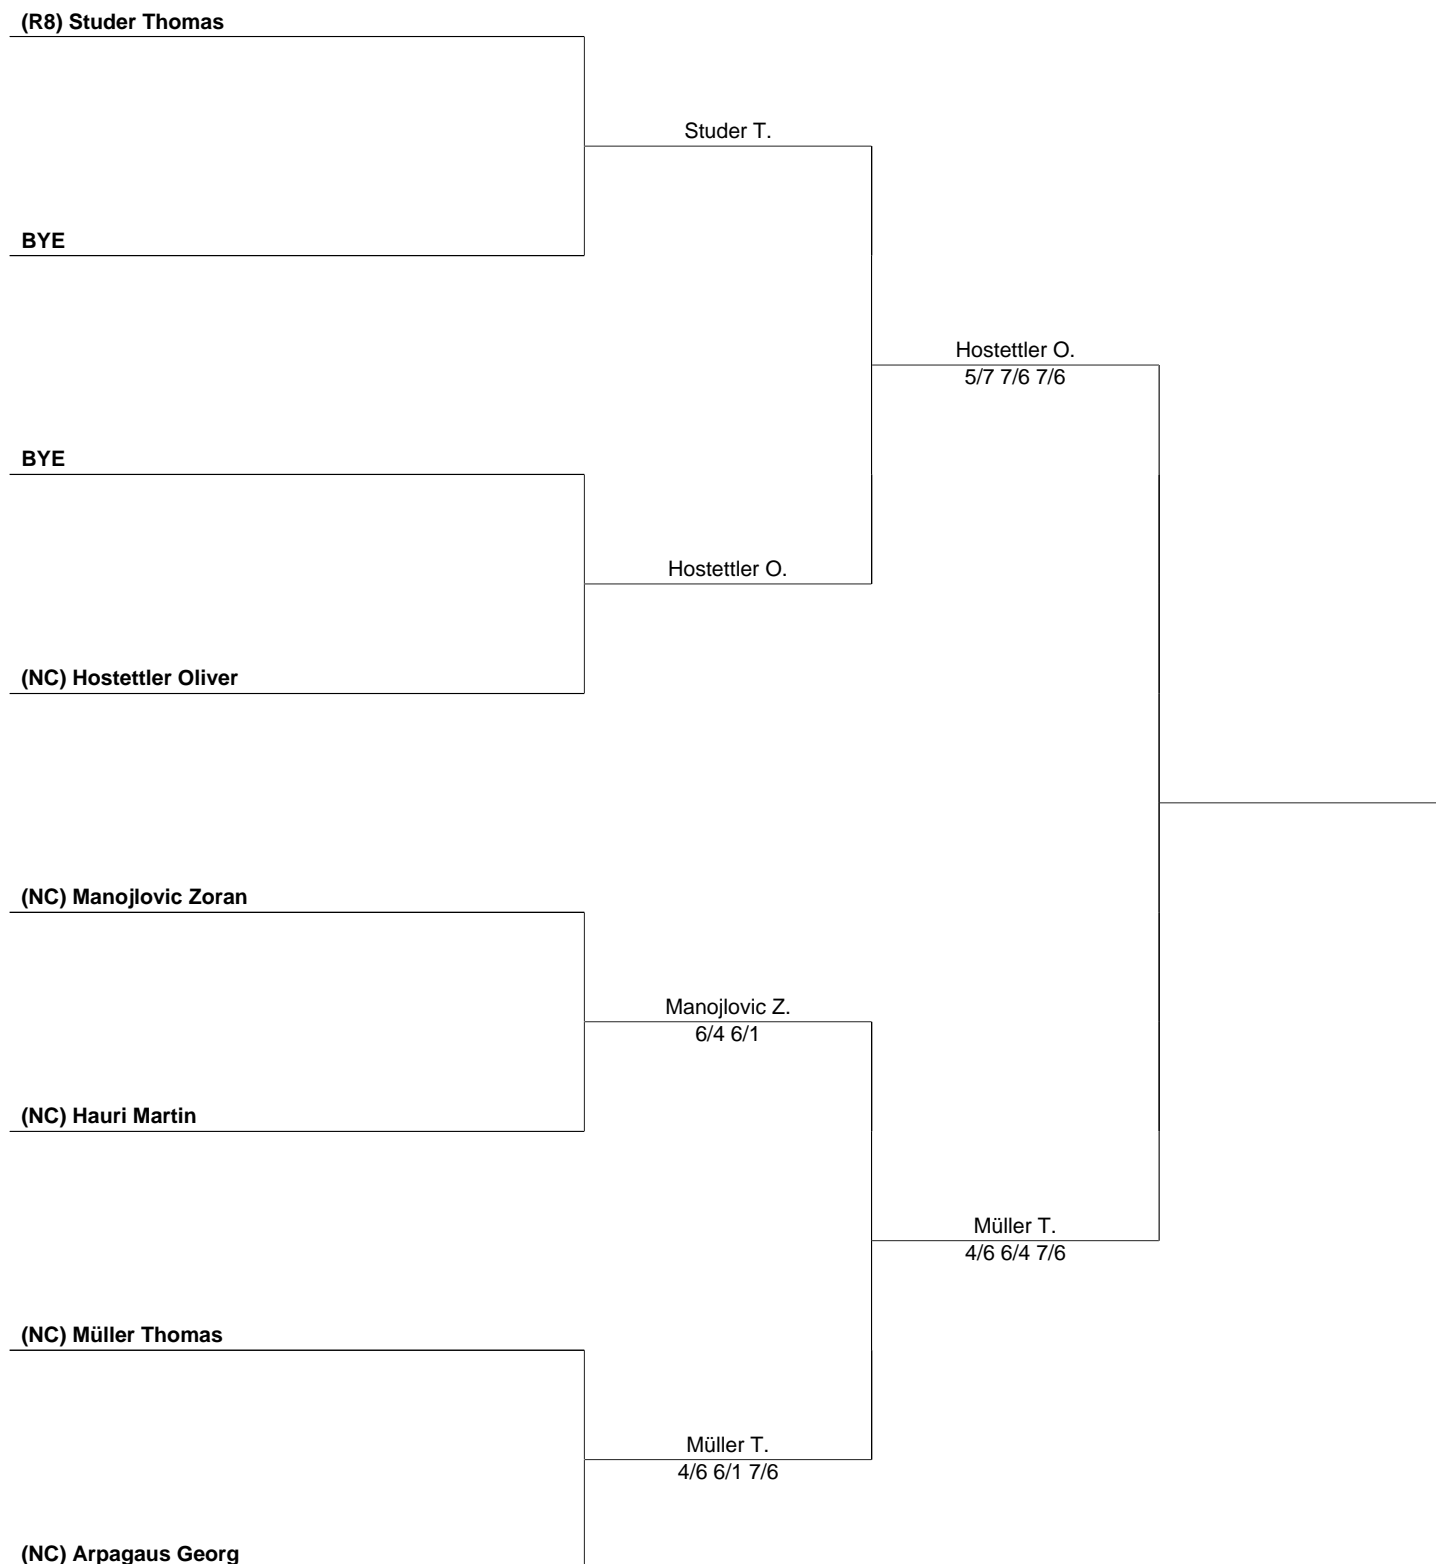 (R8) Studer Thomas
Studer T.
BYE
Hostettler O.
5/7 7/6 7/6
BYE
Hostettler O.
(NC) Hostettler Oliver
(NC) Manojlovic Zoran
Manojlovic Z.
6/4 6/1
(NC) Hauri Martin
Müller T.
4/6 6/4 7/6
(NC) Müller Thomas
Müller T.
4/6 6/1 7/6
(NC) Arpagaus Georg